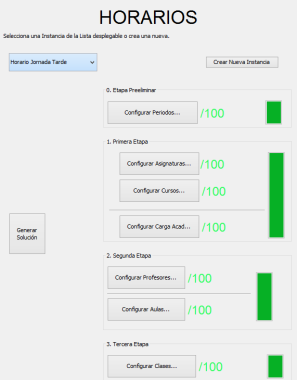 HORARIOS
Selecciona una Instancia de la Lista desplegable o crea una nueva.
Horario Jornada Tarde
Crear Nueva Instancia
0. Etapa Preeliminar
Configurar Periodos...
/100
1. Primera Etapa
Configurar Asignaturas...
/100
Configurar Cursos...
/100
Configurar Carga Acad...
/100
Generar
Solución
2. Segunda Etapa
Configurar Profesores...
/100
Configurar Aulas...
/100
3. Tercera Etapa
Configurar Clases...
/100